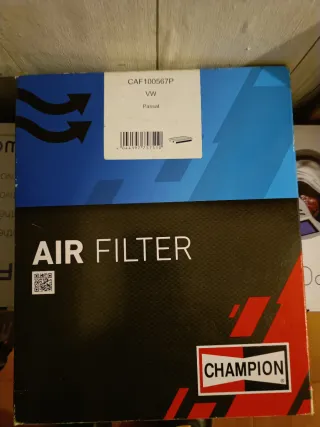 CAF100567P
VW
Passat
AIR FILTER
CHAMPION